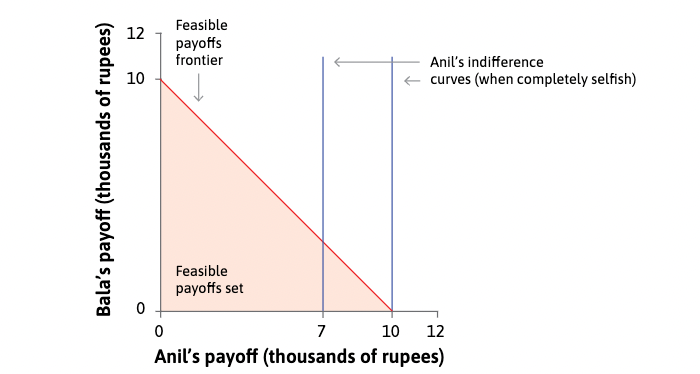 12
Feasible
payoffs
frontier
10
Anil’s indifference
curves (when completely selfish)
Bala’s payoff (thousands of rupees)
Feasible
payoffs set
0
0
7
10
12
Anil’s payoff (thousands of rupees)